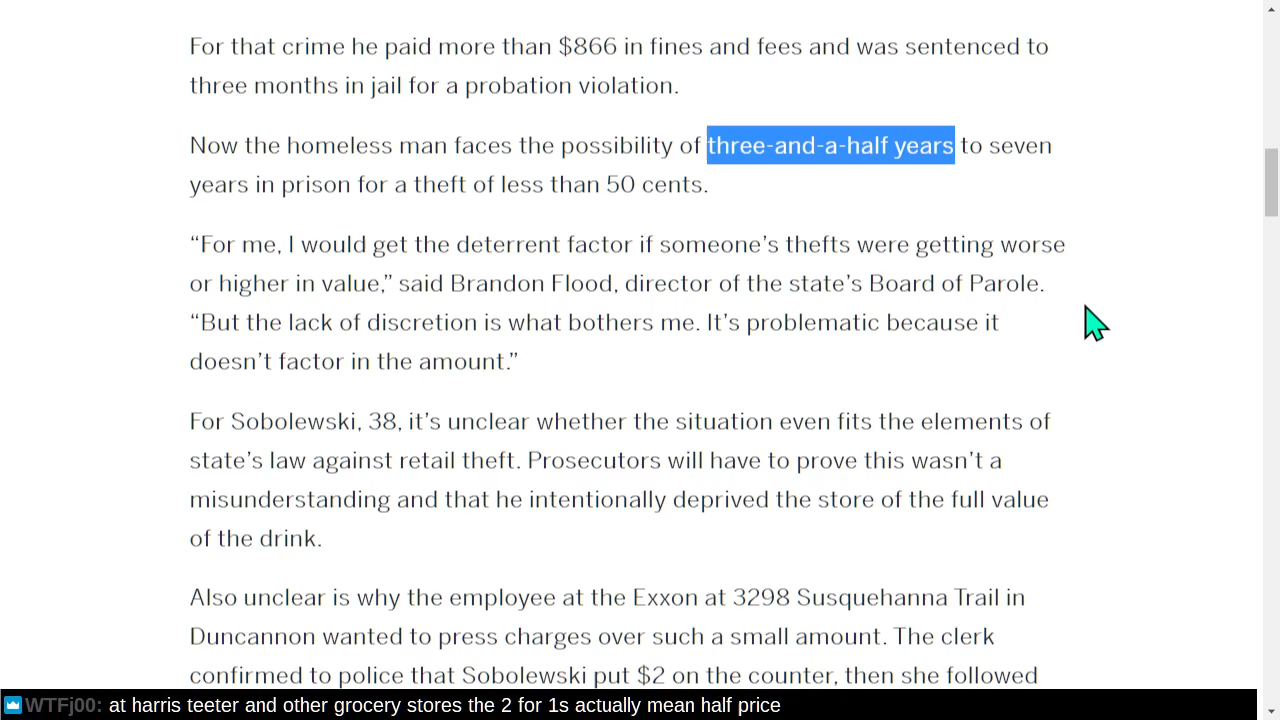 For that crime he paid more than $866 in fines and fees and was sentenced to
three months in jail for a probation violation.
Now the homeless man faces the possibility of three-and-a-half years to seven
years in prison for a theft of less than 50 cents.
“For me, I would get the deterrent factor if someone’s thefts were getting worse
or higher in value,” said Brandon Flood, director of the state’s Board of Parole.
“But the lack of discretion is what bothers me. It’s problematic because it
doesn’t factor in the amount.”
For Sobolewski, 38, it’s unclear whether the situation even fits the elements of
state’s law against retail theft. Prosecutors will have to prove this wasn’t a
misunderstanding and that he intentionally deprived the store of the full value
of the drink.
Also unclear is why the employee at the Exxon at 3298 Susquehanna Trail in
Duncannon wanted to press charges over such a small amount. The clerk
confirmed to police that Sobolewski put $2 on the counter, then she followed
WTFj00: at harris teeter and other grocery stores the 2 for 1s actually mean half price